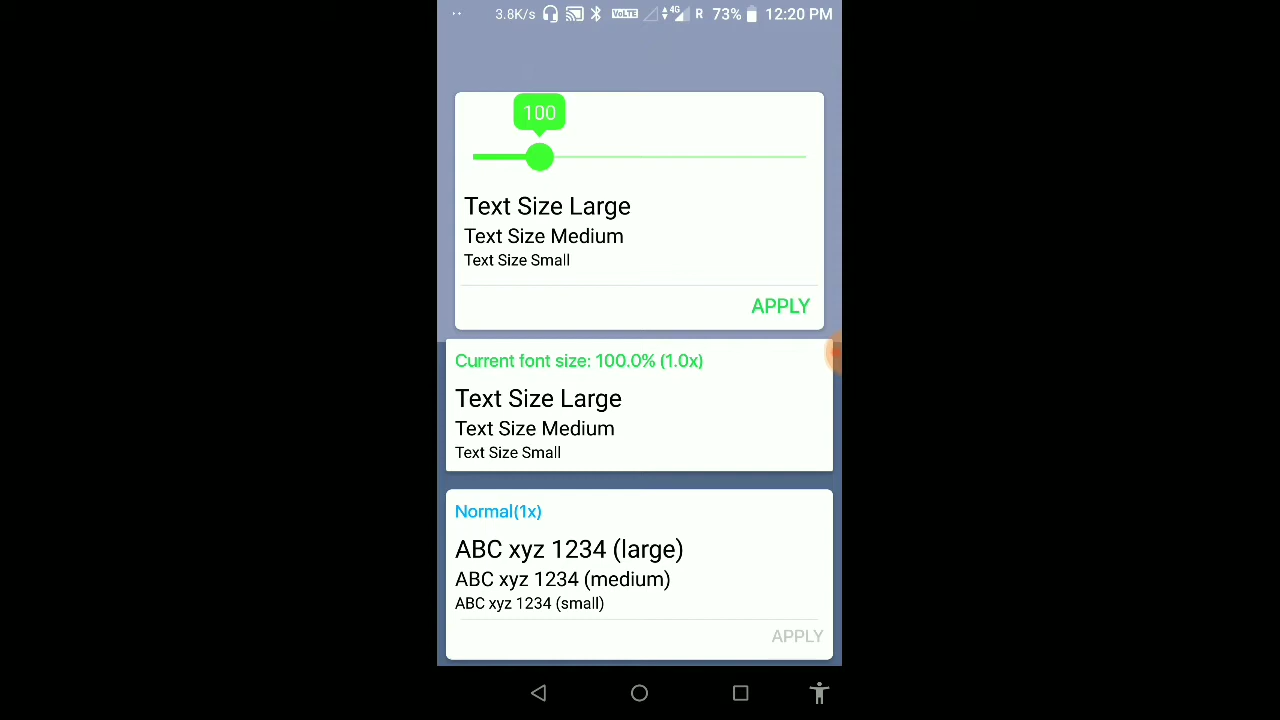 3.8K/s VoLTE 4G R 73% 12:20 PM
100
Text Size Large
Text Size Medium
Text Size Small
APPLY
Current font size: 100.0% (1.0x)
Text Size Large
Text Size Medium
Text Size Small
Normal(1x)
ABC xyz 1234 (large)
ABC xyz 1234 (medium)
ABC xyz 1234 (small)
APPLY